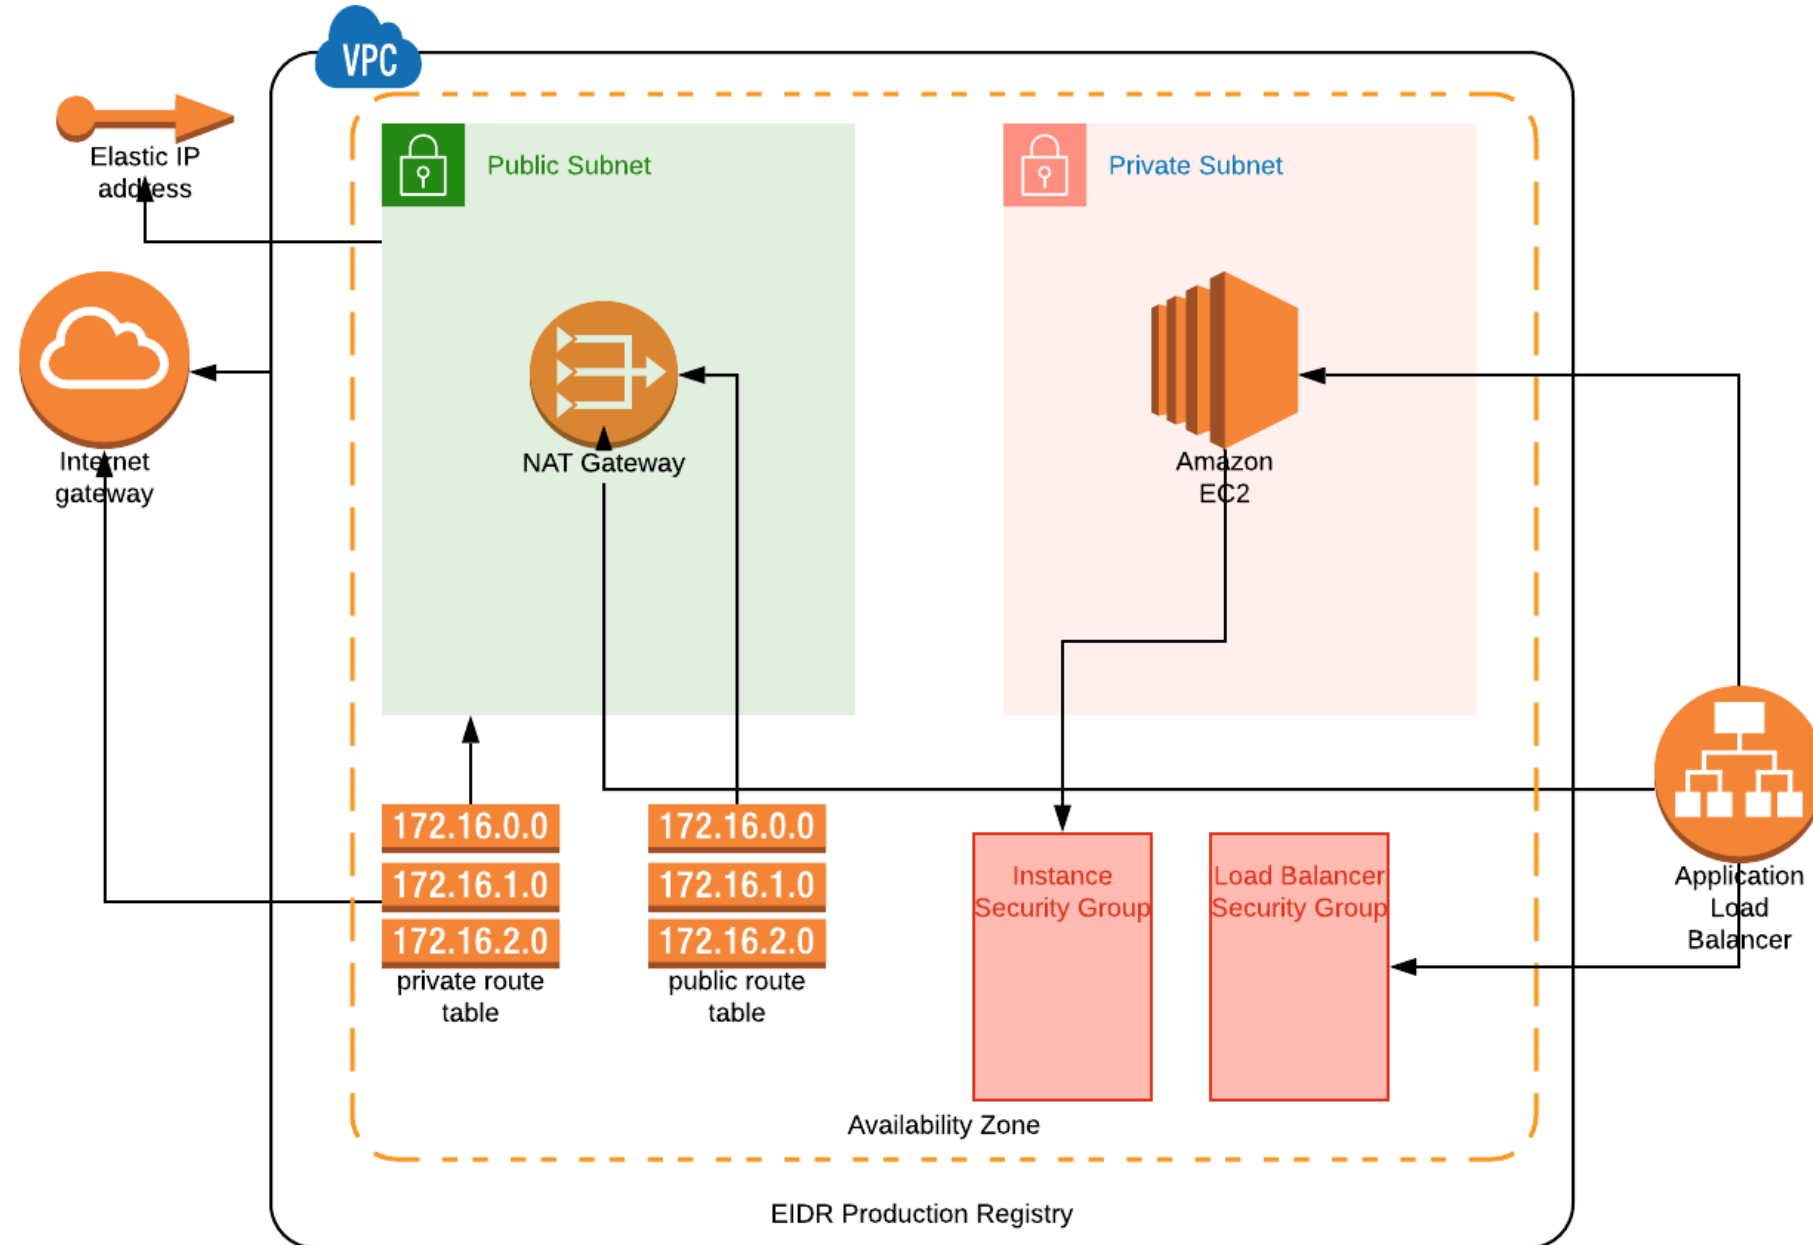 VPC
Elastic IP
address
Public Subnet
Private Subnet
Internet
gateway
NAT Gateway
Amazon
EC2
172.16.0.0
172.16.1.0
172.16.2.0
private route
table
172.16.0.0
172.16.1.0
172.16.2.0
public route
table
Instance
Security Group
Load Balancer
Security Group
Application
Load
Balancer
Availability Zone
EIDR Production Registry